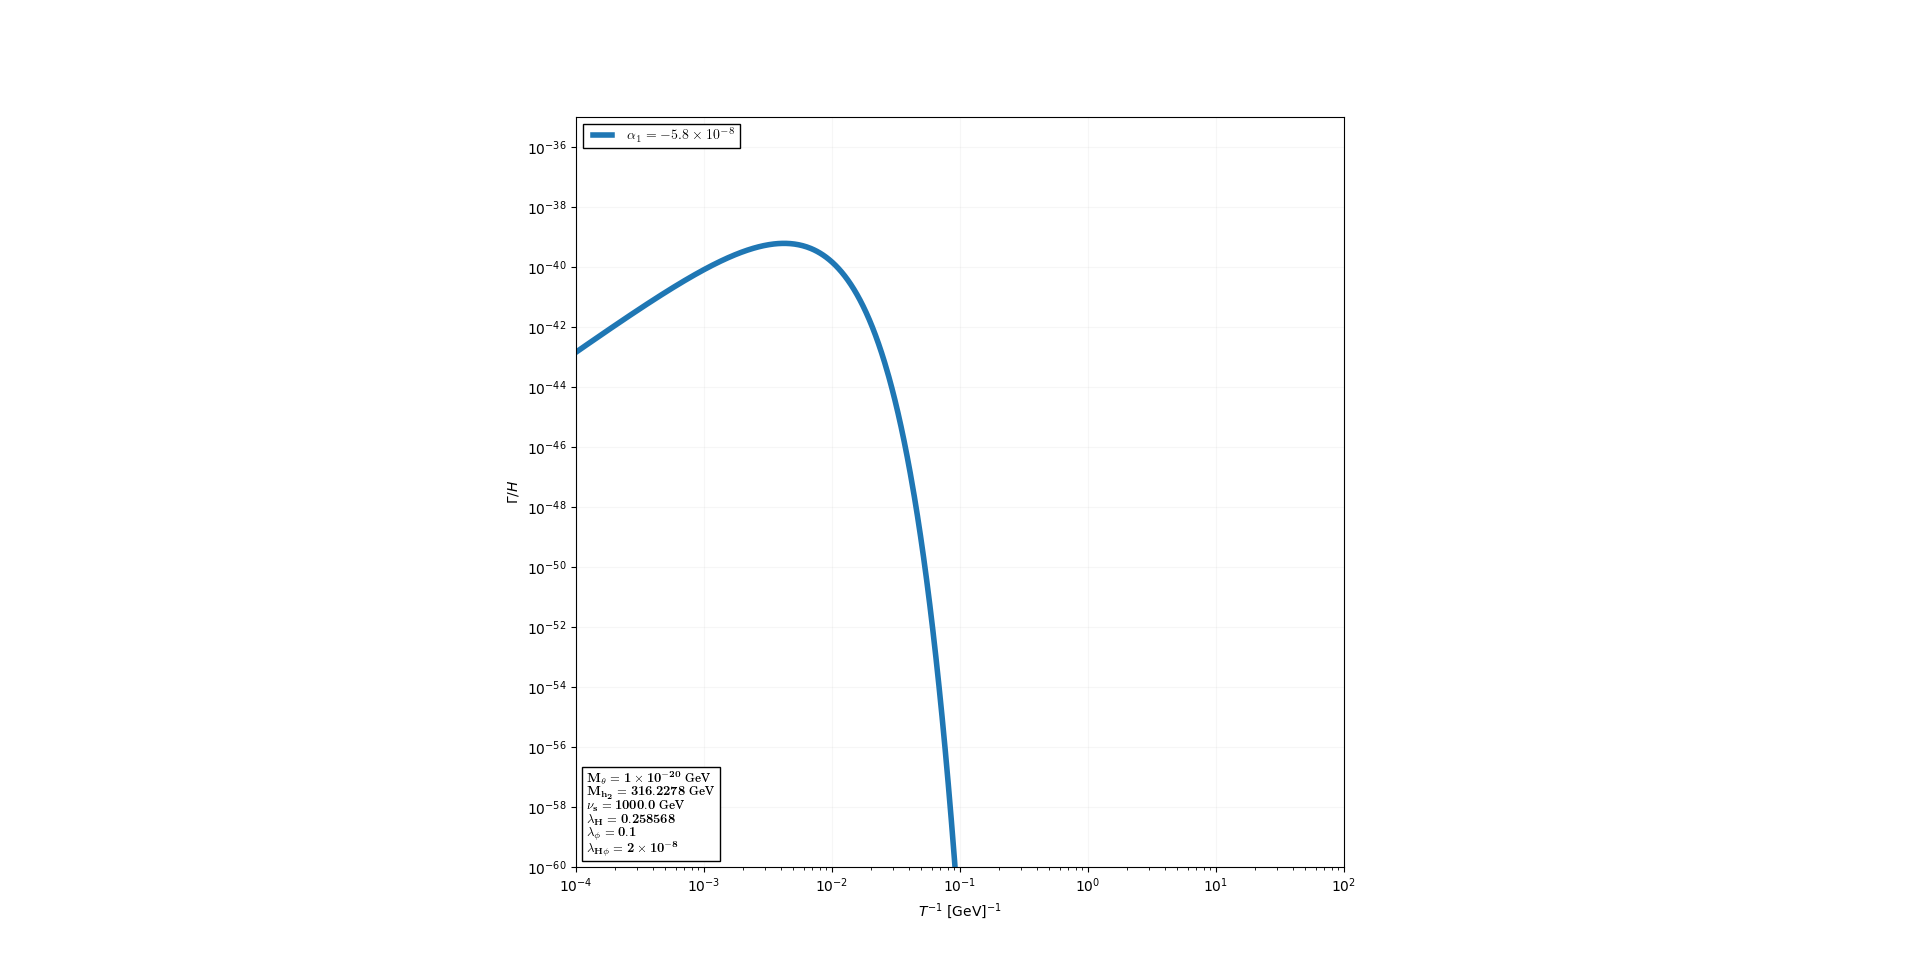 α₁ = −5.8 × 10⁻⁸
10⁻³⁶
10⁻³⁸
10⁻⁴⁰
10⁻⁴²
10⁻⁴⁴
10⁻⁴⁶
10⁻⁴⁸
10⁻⁵⁰
10⁻⁵²
10⁻⁵⁴
10⁻⁵⁶
10⁻⁵⁸
10⁻⁶⁰
Γ/H
M_θ = 1 × 10⁻²⁰ GeV
M_h₂ = 316.2278 GeV
ν_s = 1000.0 GeV
λ_H = 0.258568
λ_ϕ = 0.1
λ_Hϕ = 2 × 10⁻⁸
10⁻⁴ 10⁻³ 10⁻² 10⁻¹ 10⁰ 10¹ 10²
T⁻¹ [GeV]⁻¹